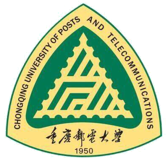 CHONGQING UNIVERSITY OF POSTS AND TELECOMMUNICATIONS
重庆邮电大学
1950